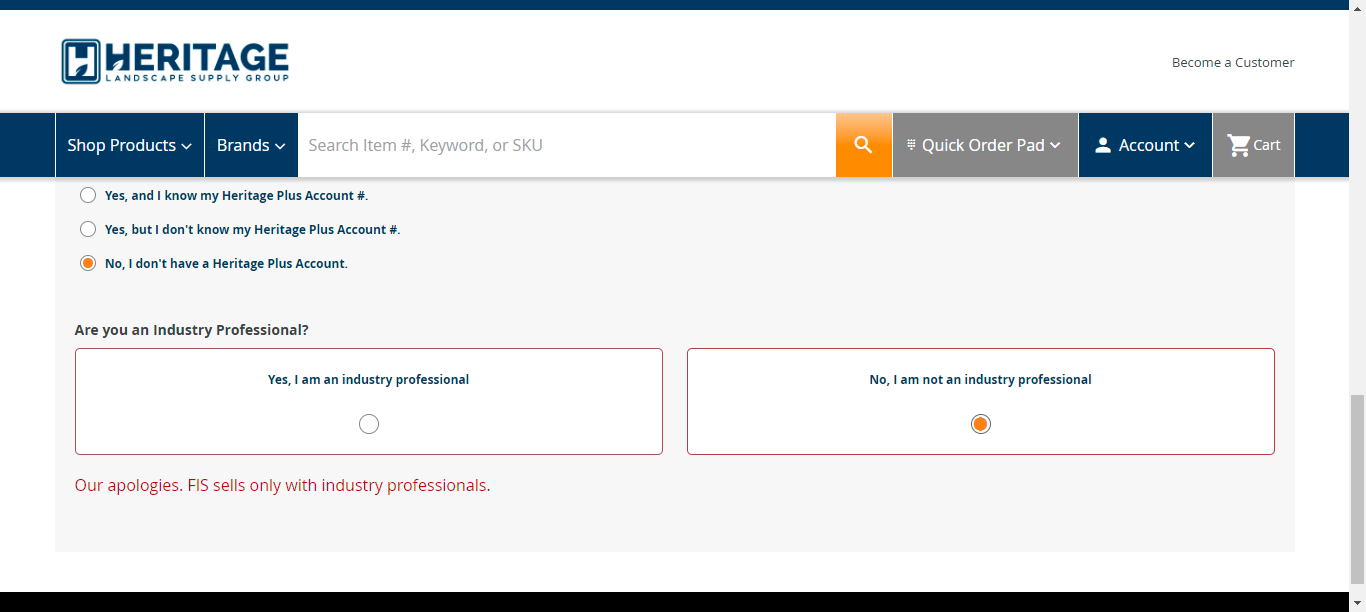 HERITAGE
LANDSCAPE SUPPLY GROUP
Become a Customer
Shop Products
Brands
Search Item #, Keyword, or SKU
Quick Order Pad
Account
Cart
Yes, and I know my Heritage Plus Account #.
Yes, but I don't know my Heritage Plus Account #.
No, I don't have a Heritage Plus Account.
Are you an Industry Professional?
Yes, I am an industry professional
No, I am not an industry professional
Our apologies. FIS sells only with industry professionals.